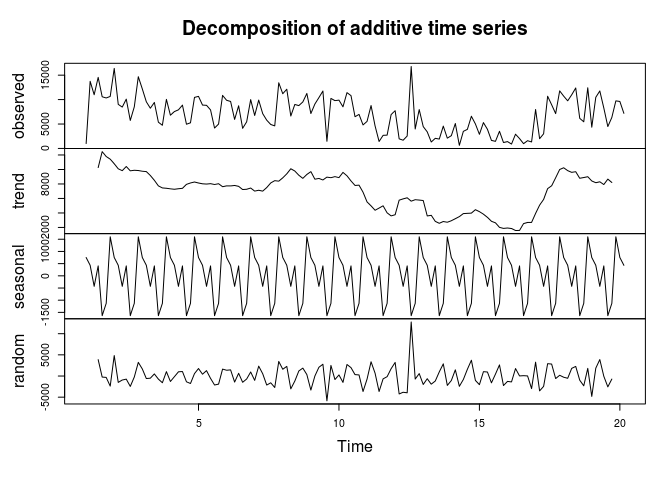 Decomposition of additive time series
observed
0 5000 15000
trend
2000 8000
seasonal
-1500 0 1000
random
-5000 5000
5 10 15 20
Time